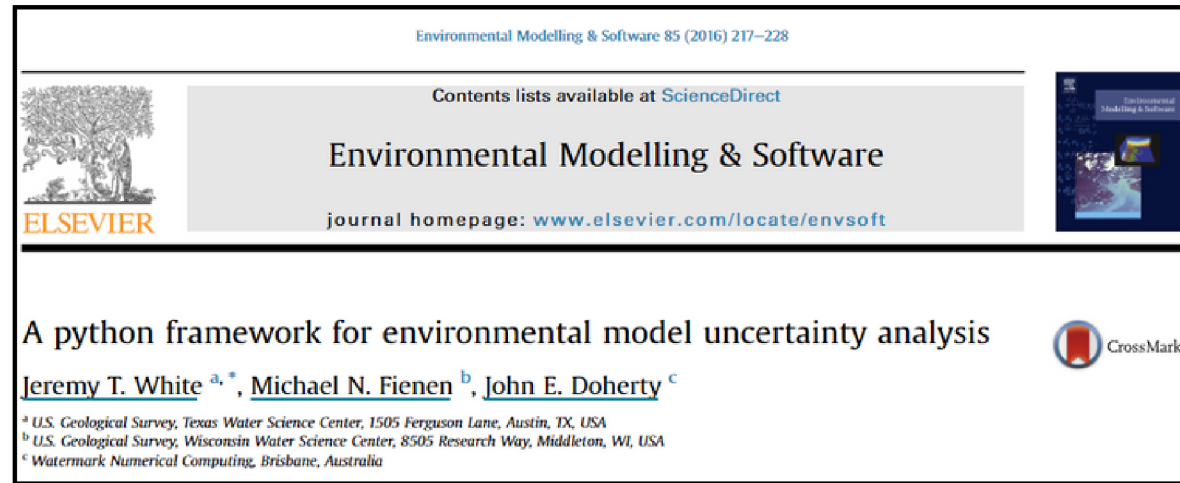 Environmental Modelling & Software 85 (2016) 217–228
Contents lists available at ScienceDirect
Environmental Modelling & Software
journal homepage: www.elsevier.com/locate/envsoft
ELSEVIER
Environmental
Modelling & Software
A python framework for environmental model uncertainty analysis
CrossMark
Jeremy T. White a, *, Michael N. Fienen b, John E. Doherty c
a U.S. Geological Survey, Texas Water Science Center, 1505 Ferguson Lane, Austin, TX, USA
b U.S. Geological Survey, Wisconsin Water Science Center, 8505 Research Way, Middleton, WI, USA
c Watermark Numerical Computing, Brisbane, Australia